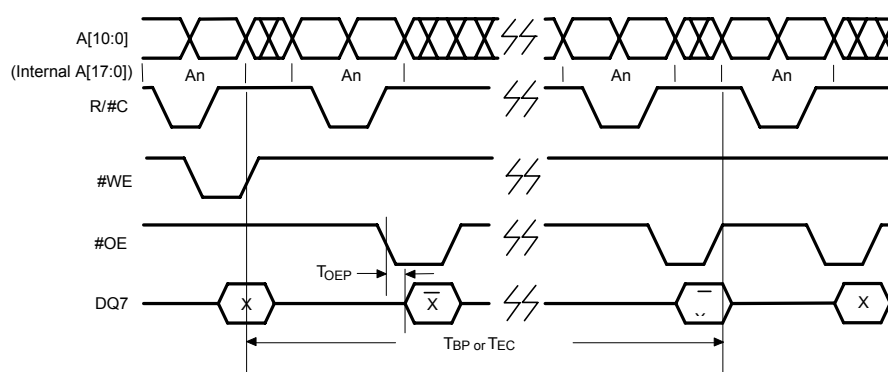 A[10:0]
(Internal A[17:0])
An An An An
R/#C
#WE
#OE
TOEP
DQ7
X X X
TBP or TEC